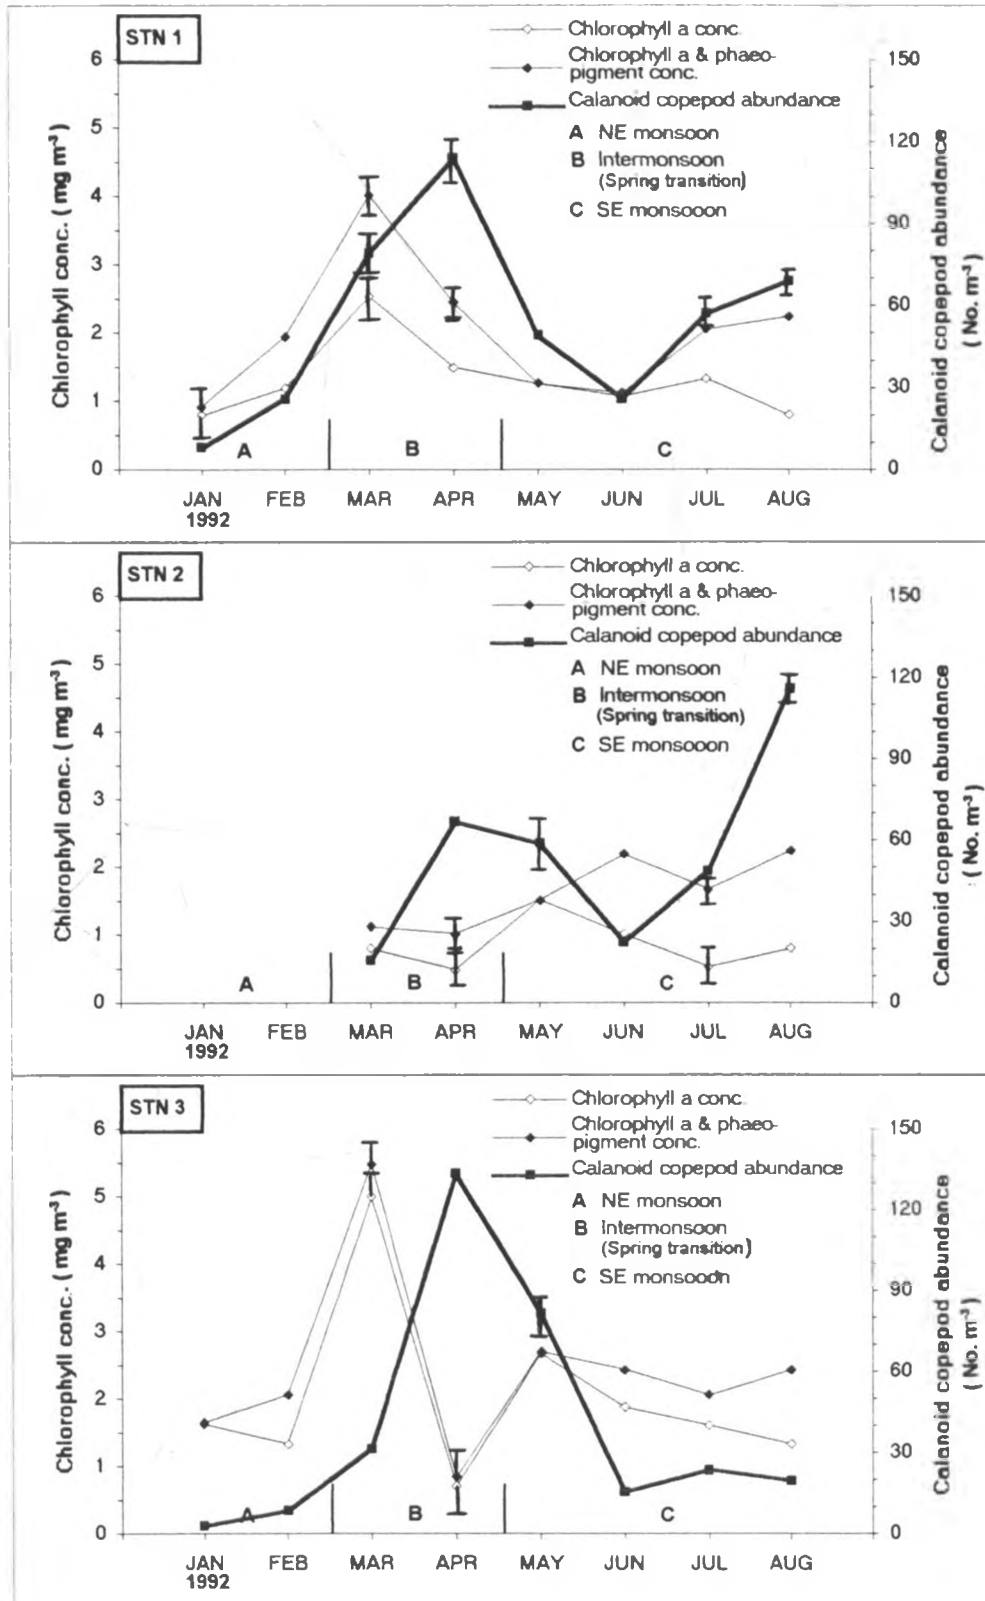 STN 1
Chlorophyll a conc.
Chlorophyll a & phaeo-
pigment conc.
Calanoid copepod abundance
A NE monsoon
B Intermonsoon
(Spring transition)
C SE monsooon
Chlorophyll conc. ( mg m⁻³ )
6
5
4
3
2
1
0
150
120
90
60
30
0
Calanoid copepod abundance
( No. m⁻³ )
A B C
JAN FEB MAR APR MAY JUN JUL AUG
1992
STN 2
Chlorophyll a conc.
Chlorophyll a & phaeo-
pigment conc.
Calanoid copepod abundance
A NE monsoon
B Intermonsoon
(Spring transition)
C SE monsooon
Chlorophyll conc. ( mg m⁻³ )
6
5
4
3
2
1
0
150
120
90
60
30
0
Calanoid copepod abundance
( No. m⁻³ )
A B C
JAN FEB MAR APR MAY JUN JUL AUG
1992
STN 3
Chlorophyll a conc.
Chlorophyll a & phaeo-
pigment conc.
Calanoid copepod abundance
A NE monsoon
B Intermonsoon
(Spring transition)
C SE monsooon
Chlorophyll conc. ( mg m⁻³ )
6
5
4
3
2
1
0
150
120
90
60
30
0
Calanoid copepod abundance
( No. m⁻³ )
A B C
JAN FEB MAR APR MAY JUN JUL AUG
1992